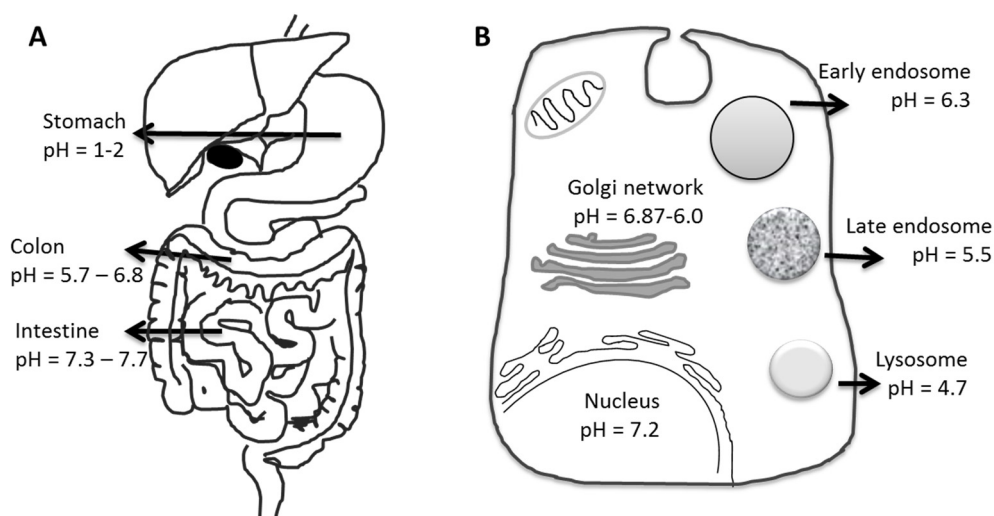 A
Stomach
pH = 1-2
Colon
pH = 5.7 – 6.8
Intestine
pH = 7.3 – 7.7
B
Early endosome
pH = 6.3
Golgi network
pH = 6.87-6.0
Late endosome
pH = 5.5
Lysosome
pH = 4.7
Nucleus
pH = 7.2